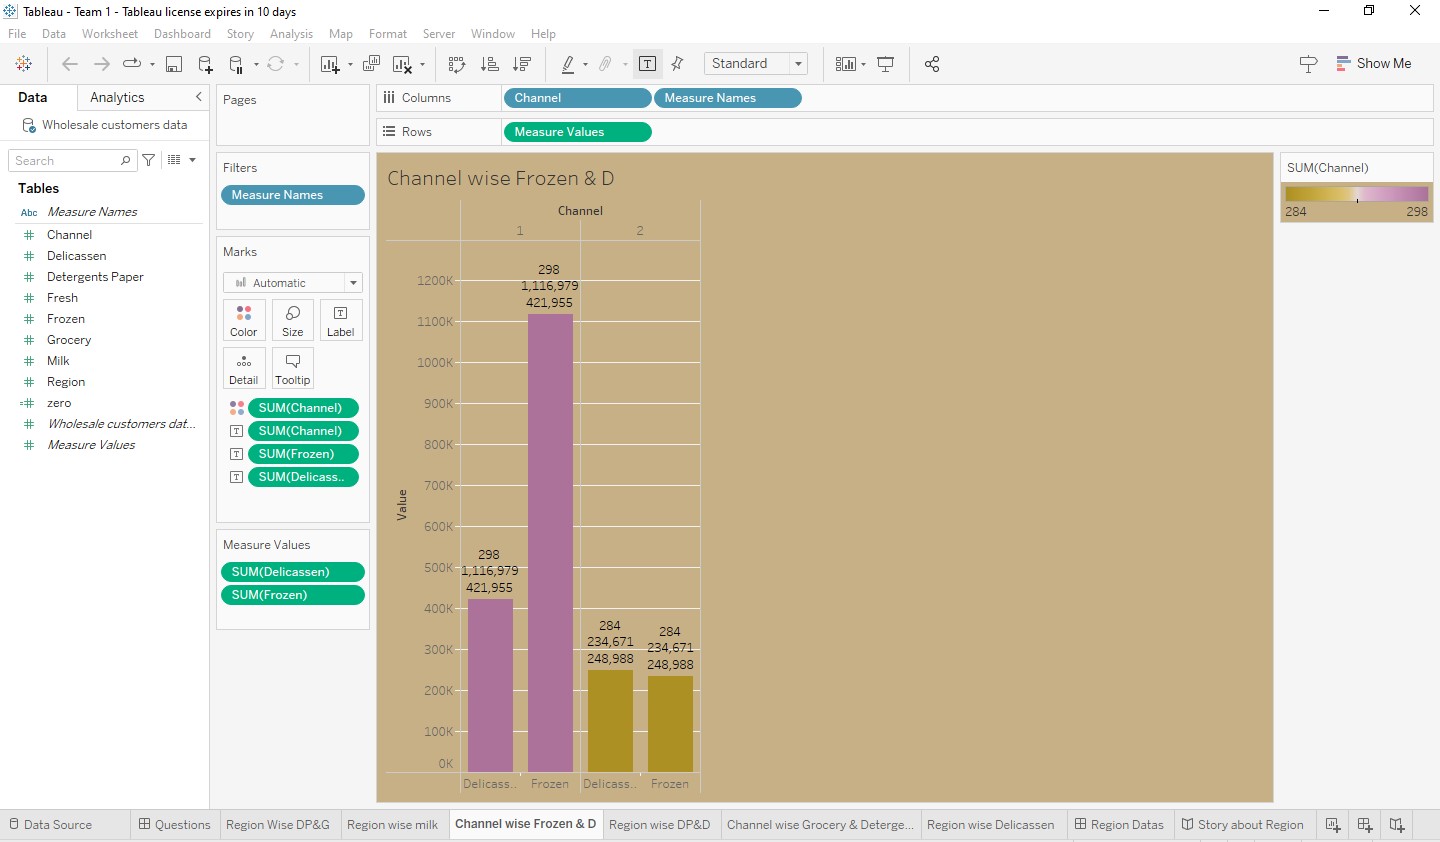 Tableau - Team 1 - Tableau license expires in 10 days
File Data Worksheet Dashboard Story Analysis Map Format Server Window Help
Standard
Show Me
Data Analytics
Wholesale customers data
Search
Tables
Abc Measure Names
Channel
Delicassen
Detergents Paper
Fresh
Frozen
Grocery
Milk
Region
zero
Wholesale customers dat...
Measure Values
Pages
Filters
Measure Names
Marks
Automatic
Color Size Label
Detail Tooltip
SUM(Channel)
SUM(Channel)
SUM(Frozen)
SUM(Delicass..
Measure Values
SUM(Delicassen)
SUM(Frozen)
Columns Channel Measure Names
Rows Measure Values
Channel wise Frozen & D
Channel
1 2
1200K
1100K
1000K
900K
800K
700K
600K
500K
400K
300K
200K
100K
0K
Value
298
1,116,979
421,955
298
1,116,979
421,955
284
234,671
248,988
284
234,671
248,988
Delicass.. Frozen Delicass.. Frozen
SUM(Channel)
284 298
Data Source Questions Region Wise DP&G Region wise milk Channel wise Frozen & D Region wise DP&D Channel wise Grocery & Deterge... Region wise Delicassen Region Datas Story about Region